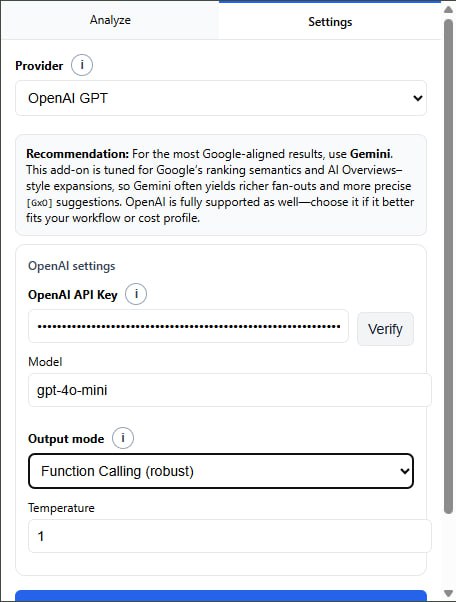 Analyze
Settings
Provider i
OpenAI GPT
Recommendation: For the most Google-aligned results, use Gemini.
This add-on is tuned for Google's ranking semantics and AI Overviews–
style expansions, so Gemini often yields richer fan-outs and more precise
[GxO] suggestions. OpenAI is fully supported as well—choose it if it better
fits your workflow or cost profile.
OpenAI settings
OpenAI API Key i
Verify
Model
gpt-4o-mini
Output mode i
Function Calling (robust)
Temperature
1